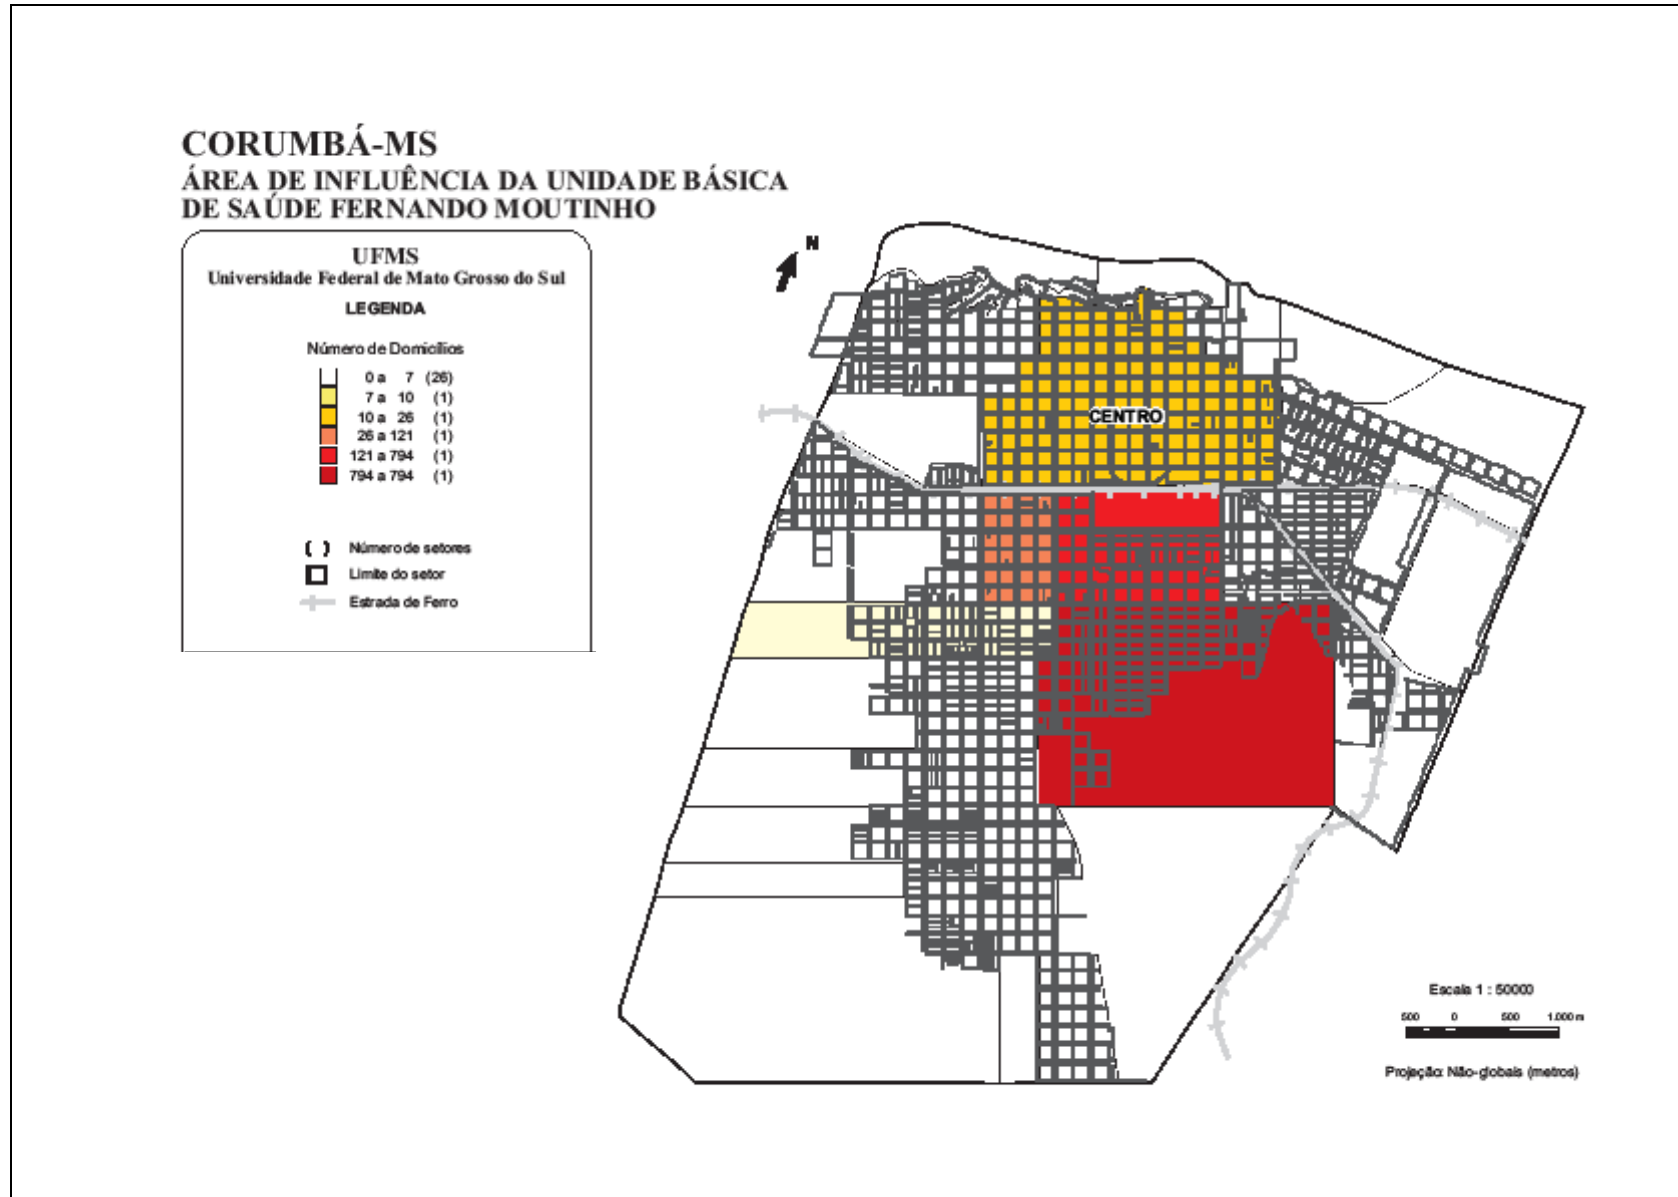 CORUMBÁ-MS
ÁREA DE INFLUÊNCIA DA UNIDADE BÁSICA
DE SAÚDE FERNANDO MOUTINHO
UFMS
Universidade Federal de Mato Grosso do Sul
LEGENDA
Número de Domicílios
0 a 7 (26)
7 a 10 (1)
10 a 26 (1)
26 a 121 (1)
121 a 794 (1)
794 a 794 (1)
( ) Número de setores
Limite do setor
Estrada de Ferro
N
CENTRO
Escala 1 : 50000
500 0 500 1.000 m
Projeção: Não-globais (metros)